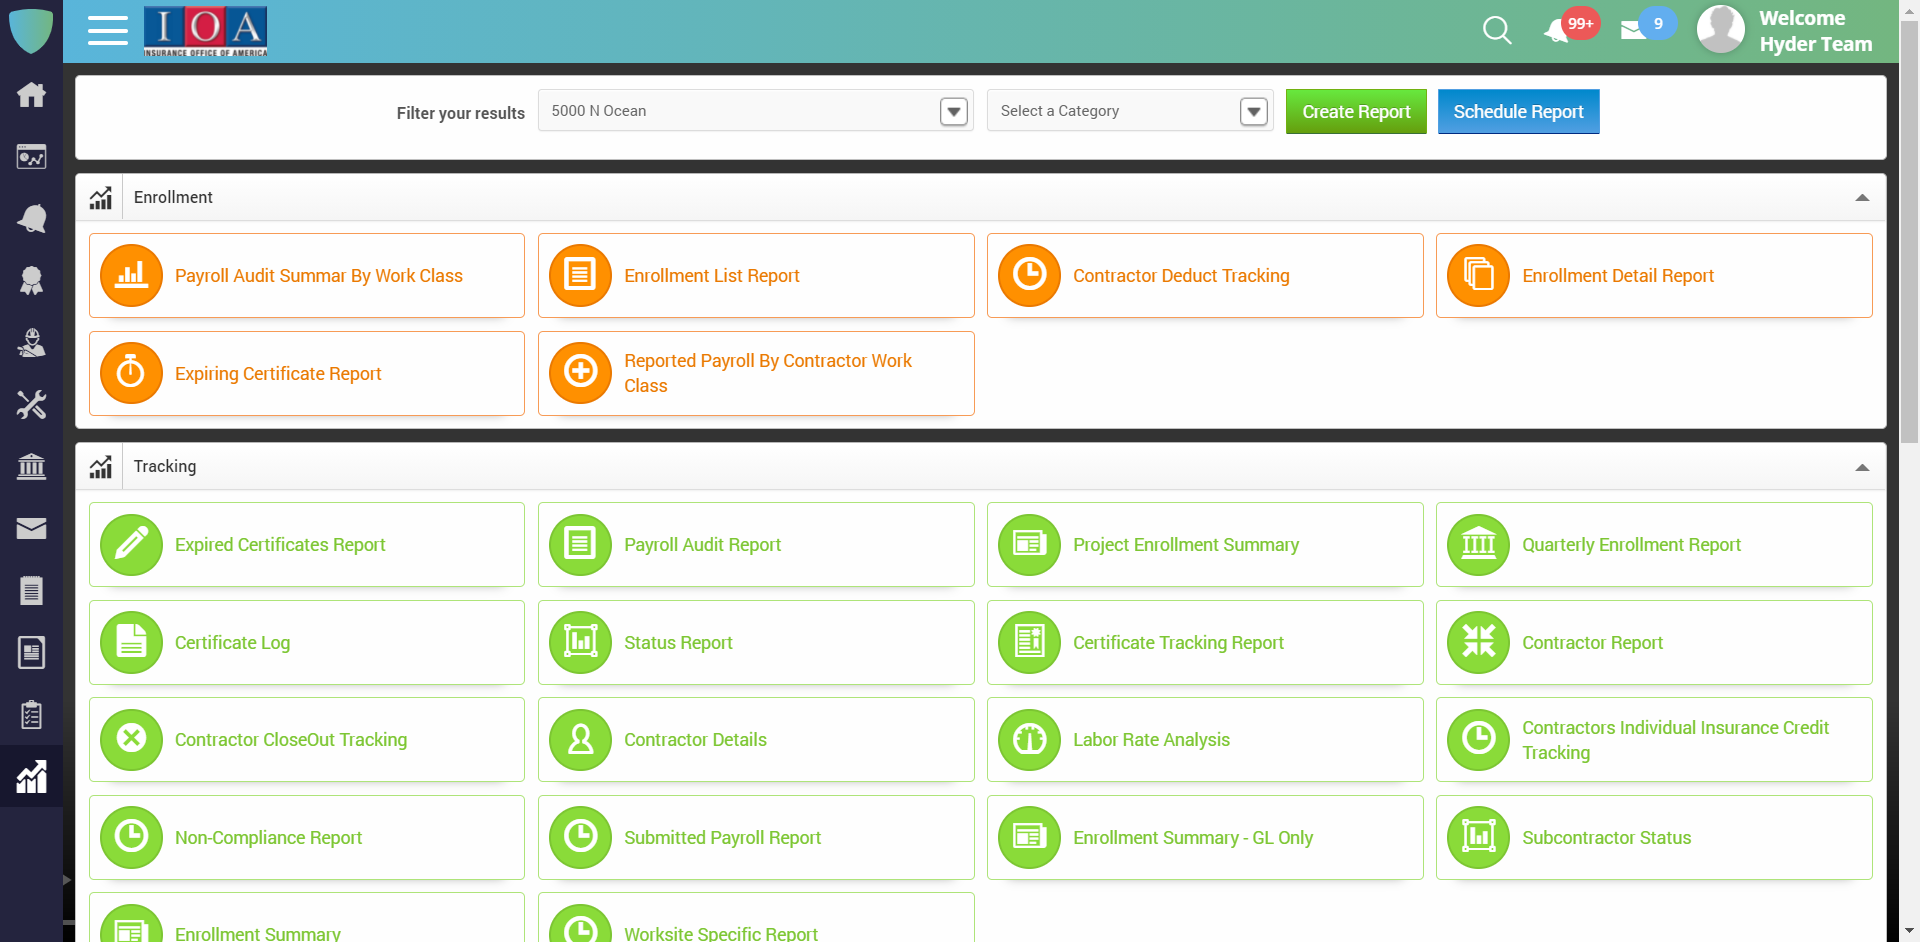 IOA
INSURANCE OFFICE OF AMERICA
99+
9
Welcome
Hyder Team
Filter your results
5000 N Ocean
Select a Category
Create Report
Schedule Report
Enrollment
Payroll Audit Summar By Work Class
Enrollment List Report
Contractor Deduct Tracking
Enrollment Detail Report
Expiring Certificate Report
Reported Payroll By Contractor Work
Class
Tracking
Expired Certificates Report
Payroll Audit Report
Project Enrollment Summary
Quarterly Enrollment Report
Certificate Log
Status Report
Certificate Tracking Report
Contractor Report
Contractor CloseOut Tracking
Contractor Details
Labor Rate Analysis
Contractors Individual Insurance Credit
Tracking
Non-Compliance Report
Submitted Payroll Report
Enrollment Summary - GL Only
Subcontractor Status
Enrollment Summary
Worksite Specific Report